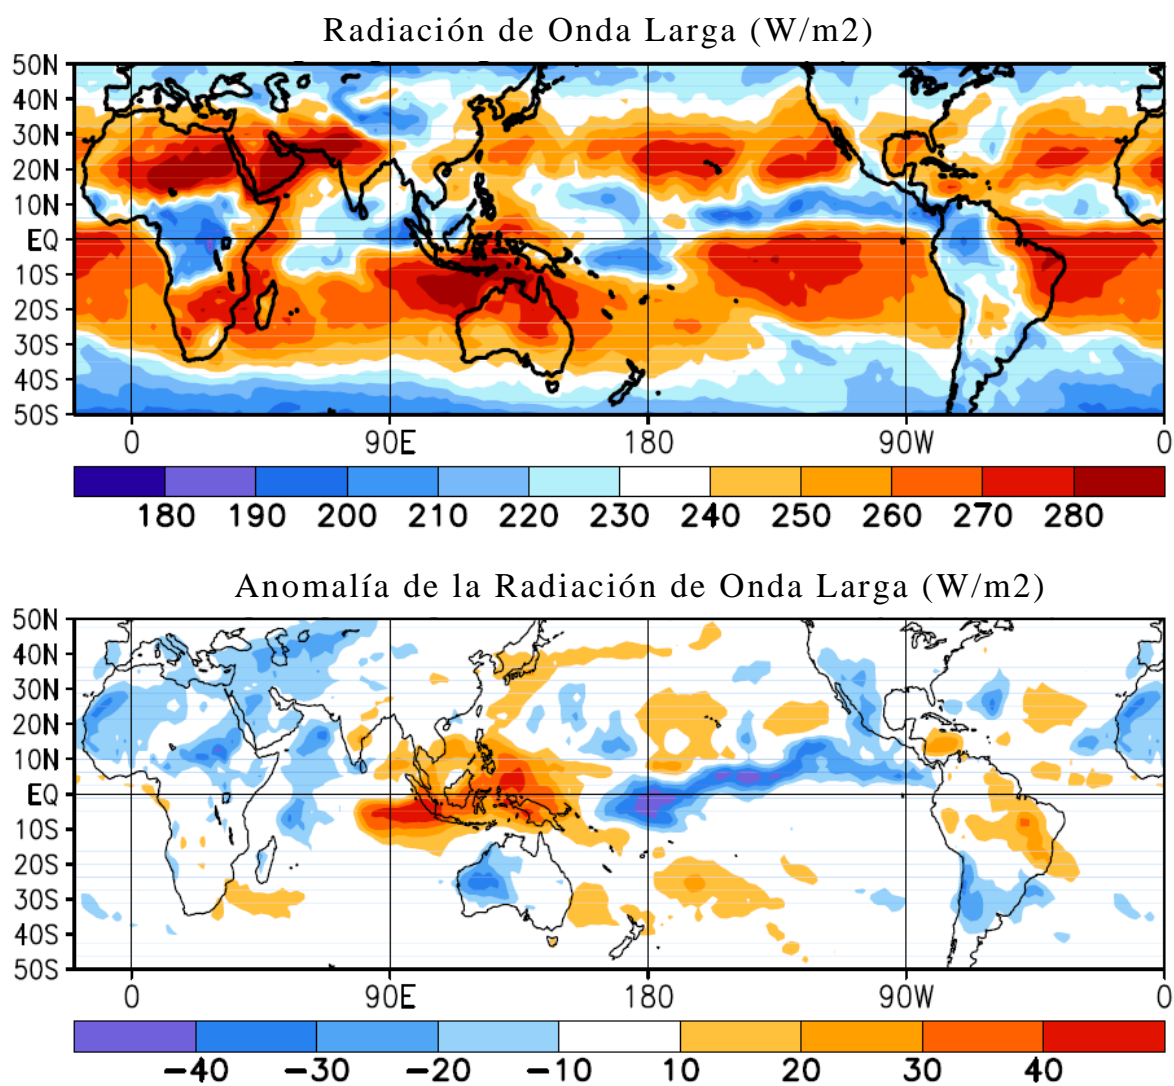 Radiación de Onda Larga (W/m2)
50N
40N
30N
20N
10N
EQ
10S
20S
30S
40S
50S
0 90E 180 90W 0
180 190 200 210 220 230 240 250 260 270 280
Anomalía de la Radiación de Onda Larga (W/m2)
50N
40N
30N
20N
10N
EQ
10S
20S
30S
40S
50S
0 90E 180 90W 0
−40 −30 −20 −10 10 20 30 40